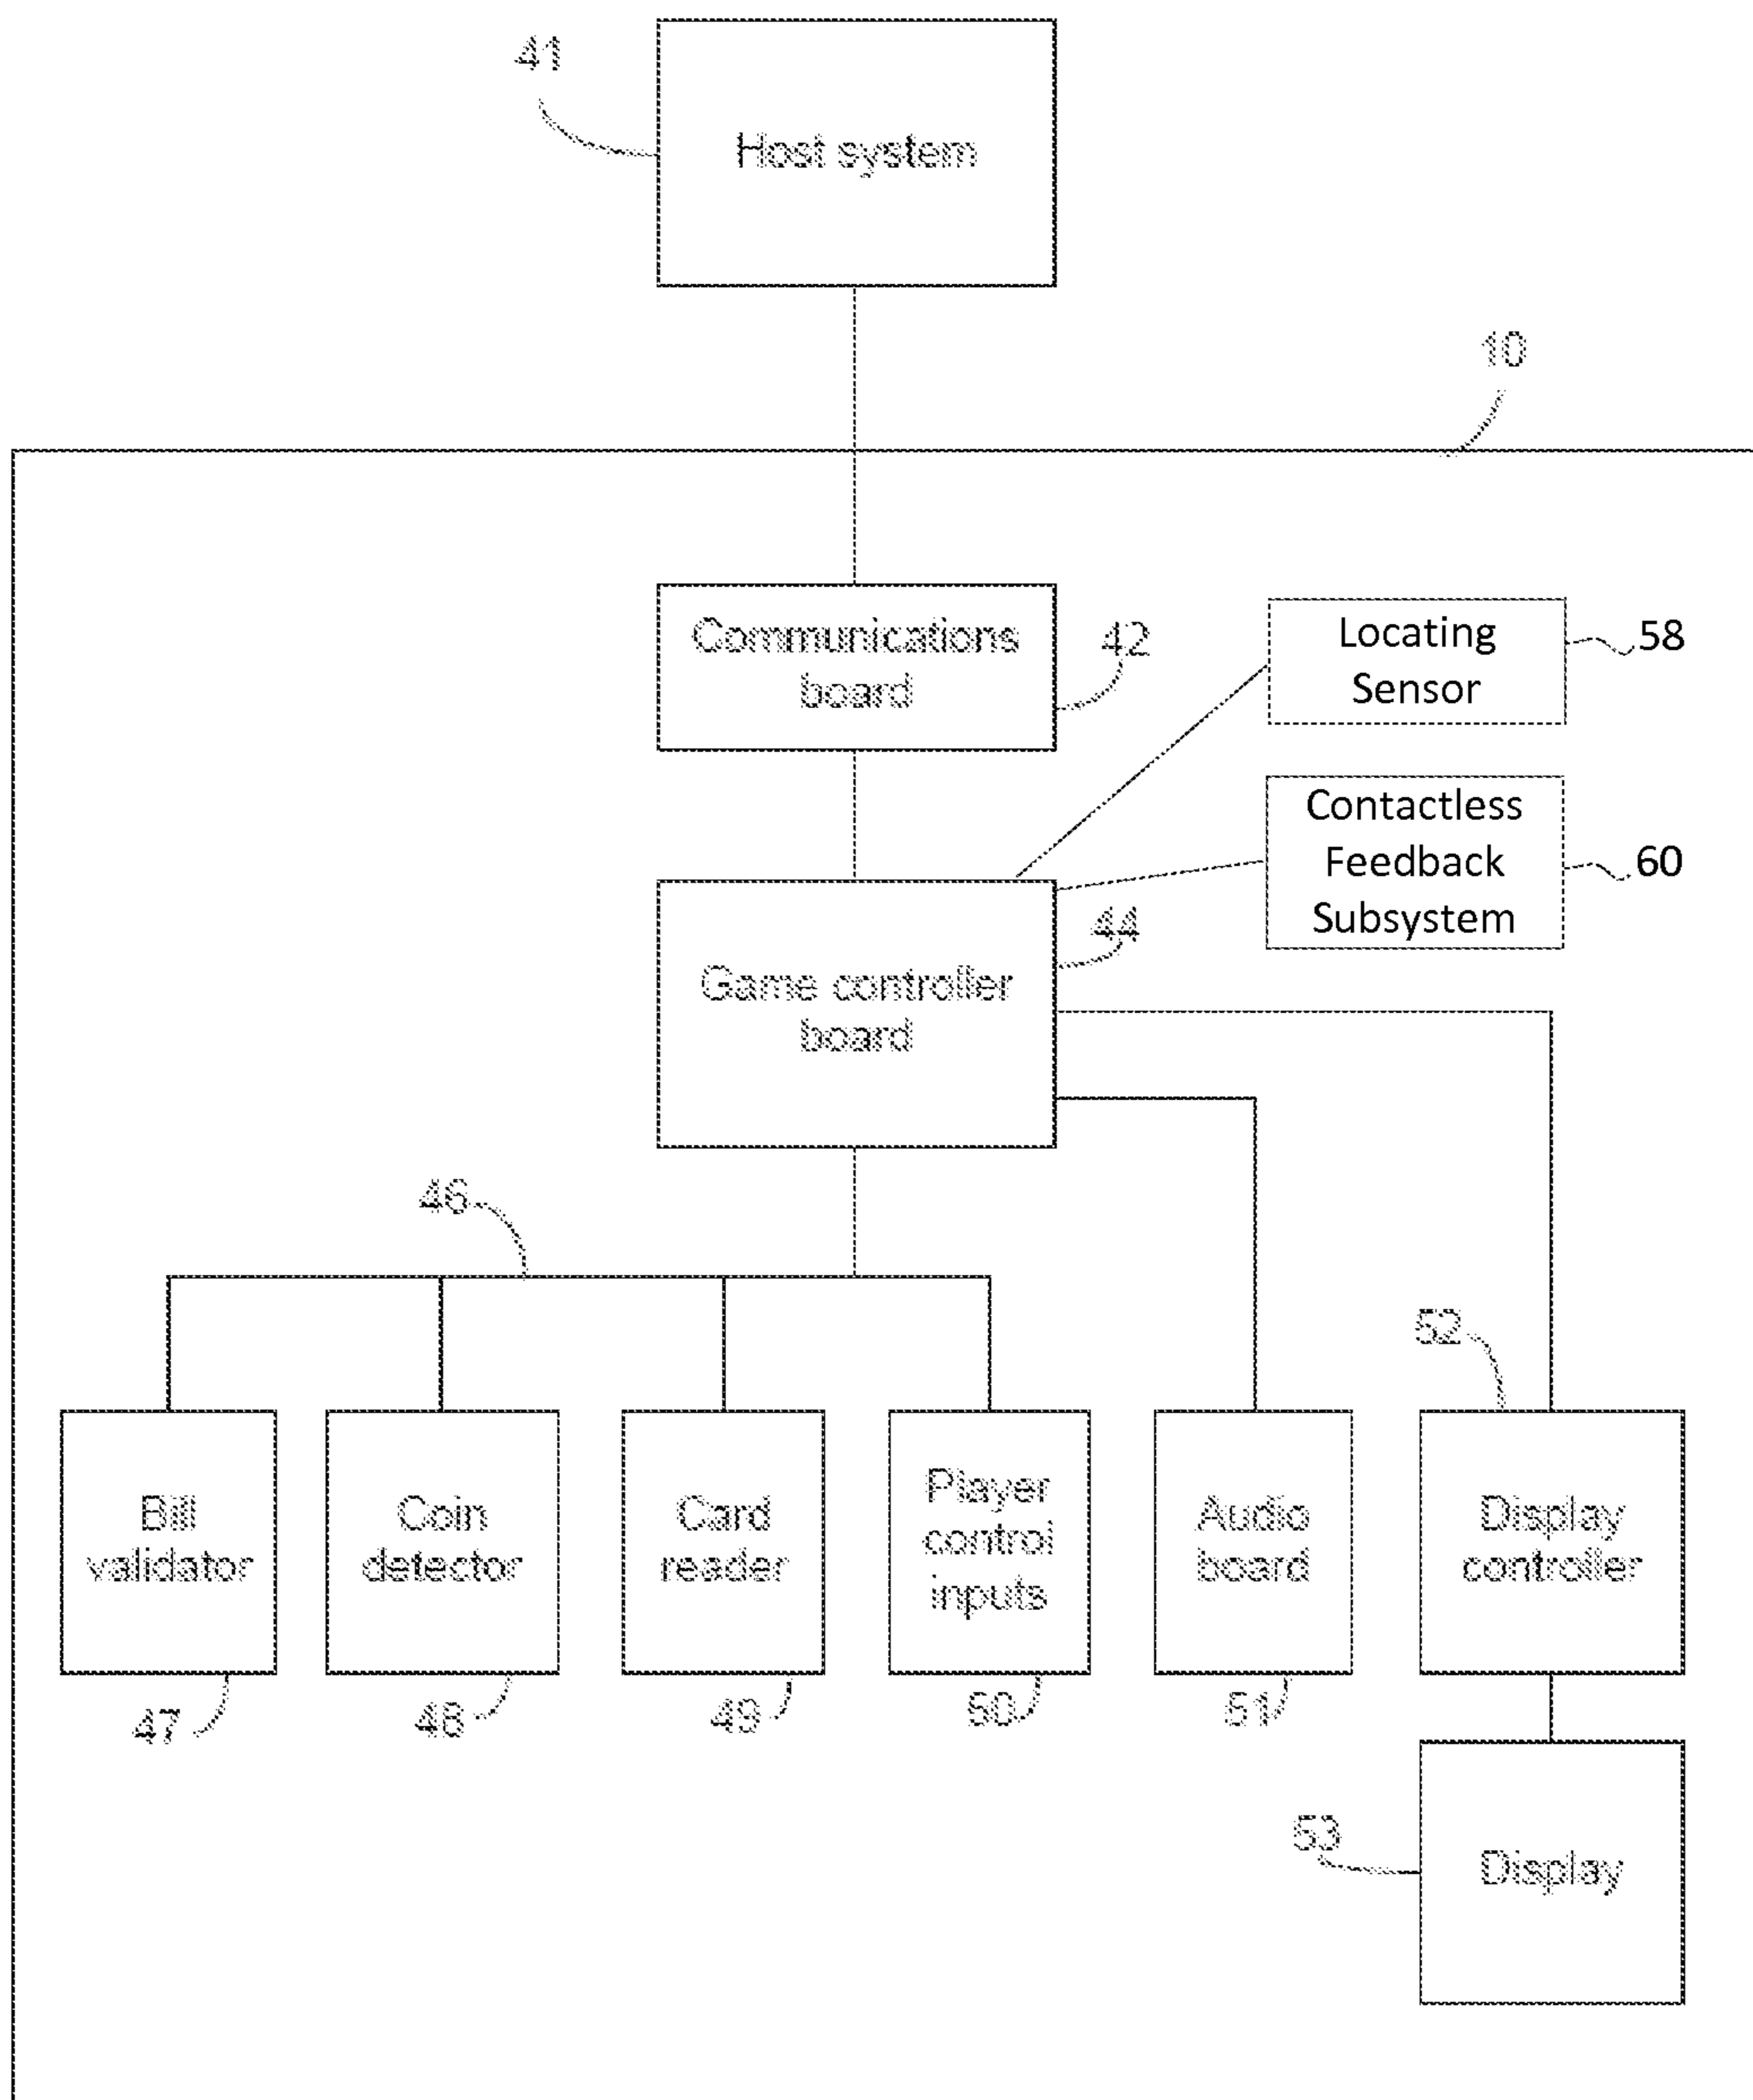 41
Host system
10
Communications
board
42
Locating
Sensor
58
Contactless
Feedback
Subsystem
60
44
Game controller
board
46
52
Bill
validator
Coin
detector
Card
reader
Player
control
inputs
Audio
board
Display
controller
47
48
49
50
51
53
Display